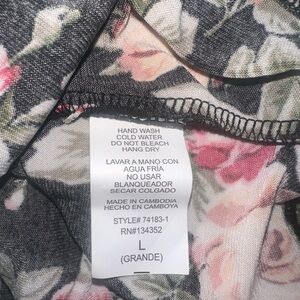 HAND WASH
COLD WATER
DO NOT BLEACH
HANG DRY
LAVAR A MANO CON
AGUA FRÍA
NO USAR
BLANQUEADOR
SECAR COLGADO
MADE IN CAMBODIA
HECHO EN CAMBOYA
STYLE# 74183-1
RN#134352
L
(GRANDE)